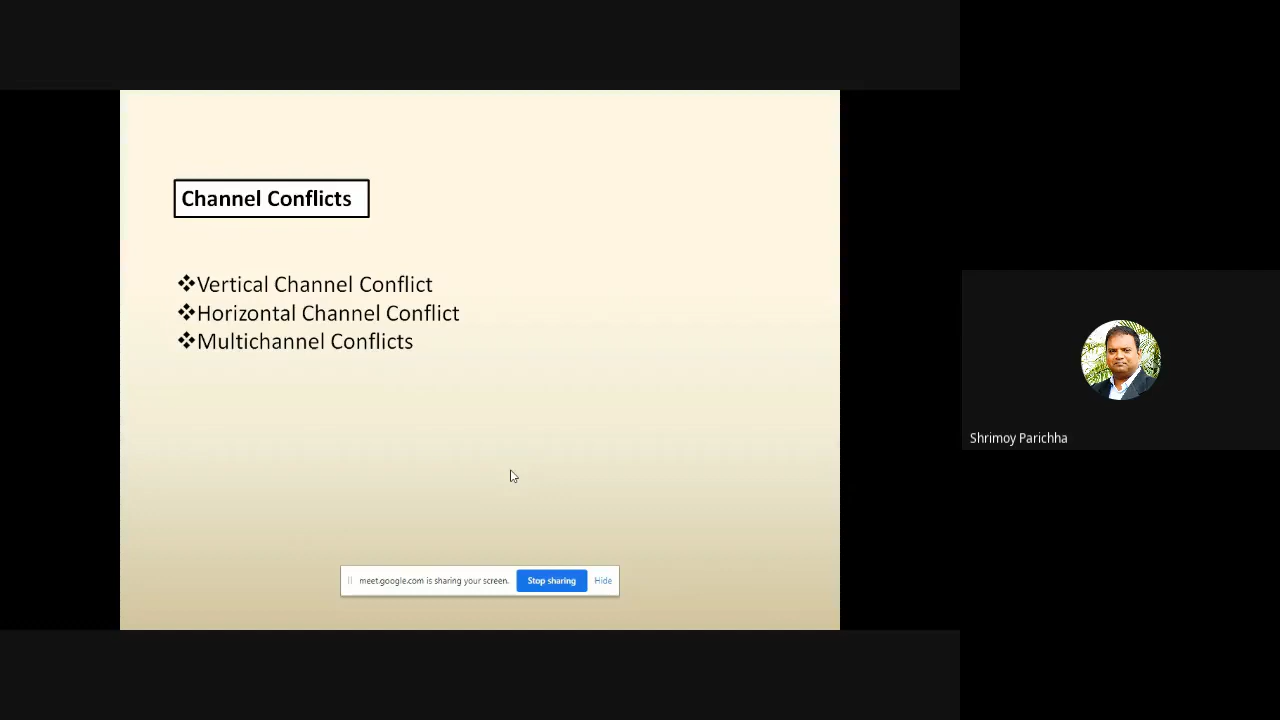 Channel Conflicts
❖Vertical Channel Conflict
❖Horizontal Channel Conflict
❖Multichannel Conflicts
Shrimoy Parichha
meet.google.com is sharing your screen. Stop sharing Hide